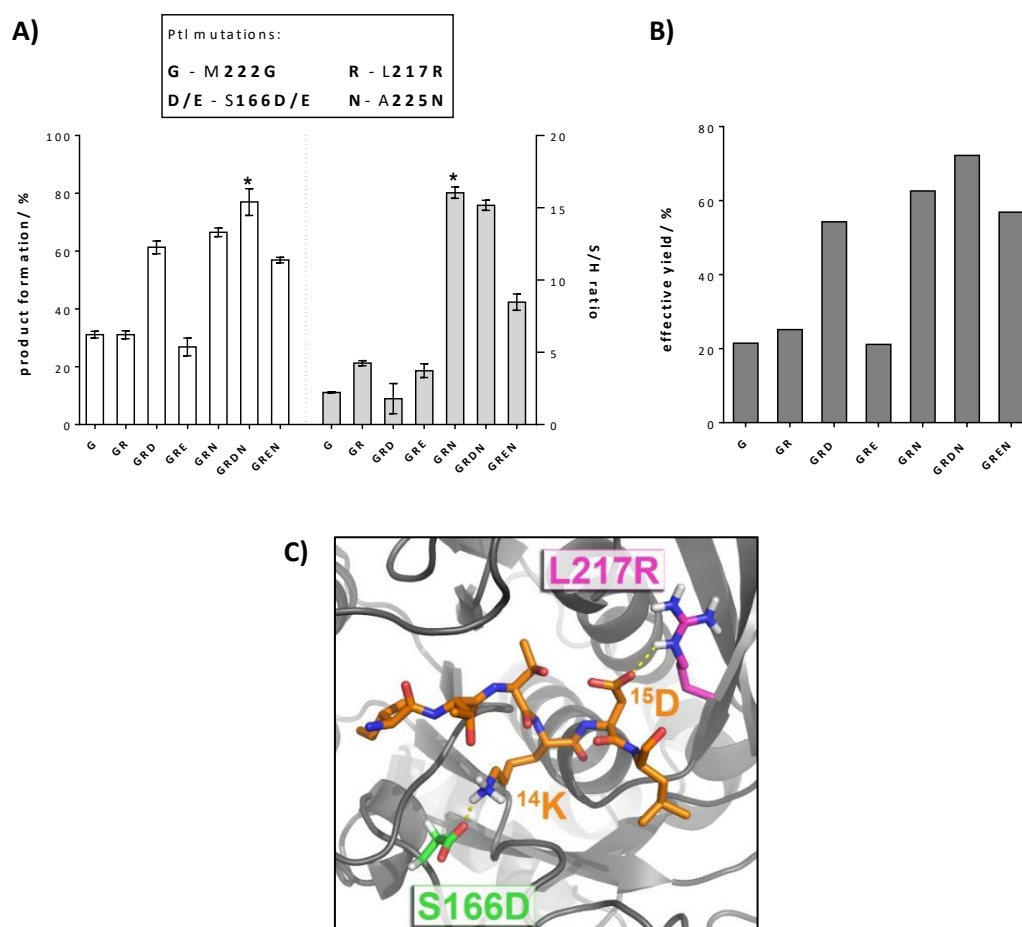 A)
Ptl mutations:
G - M222G R - L217R
D/E - S166D/E N- A225N
product formation/ %
100
80
60
40
20
0
*
G GR GRD GRE GRN GRDN GREN
*
G GR GRD GRE GRN GRDN GREN
20
15
10
5
0
S/H ratio
B)
effective yield/ %
80
60
40
20
0
G GR GRD GRE GRN GRDN GREN
C)
L217R
15D
14K
S166D